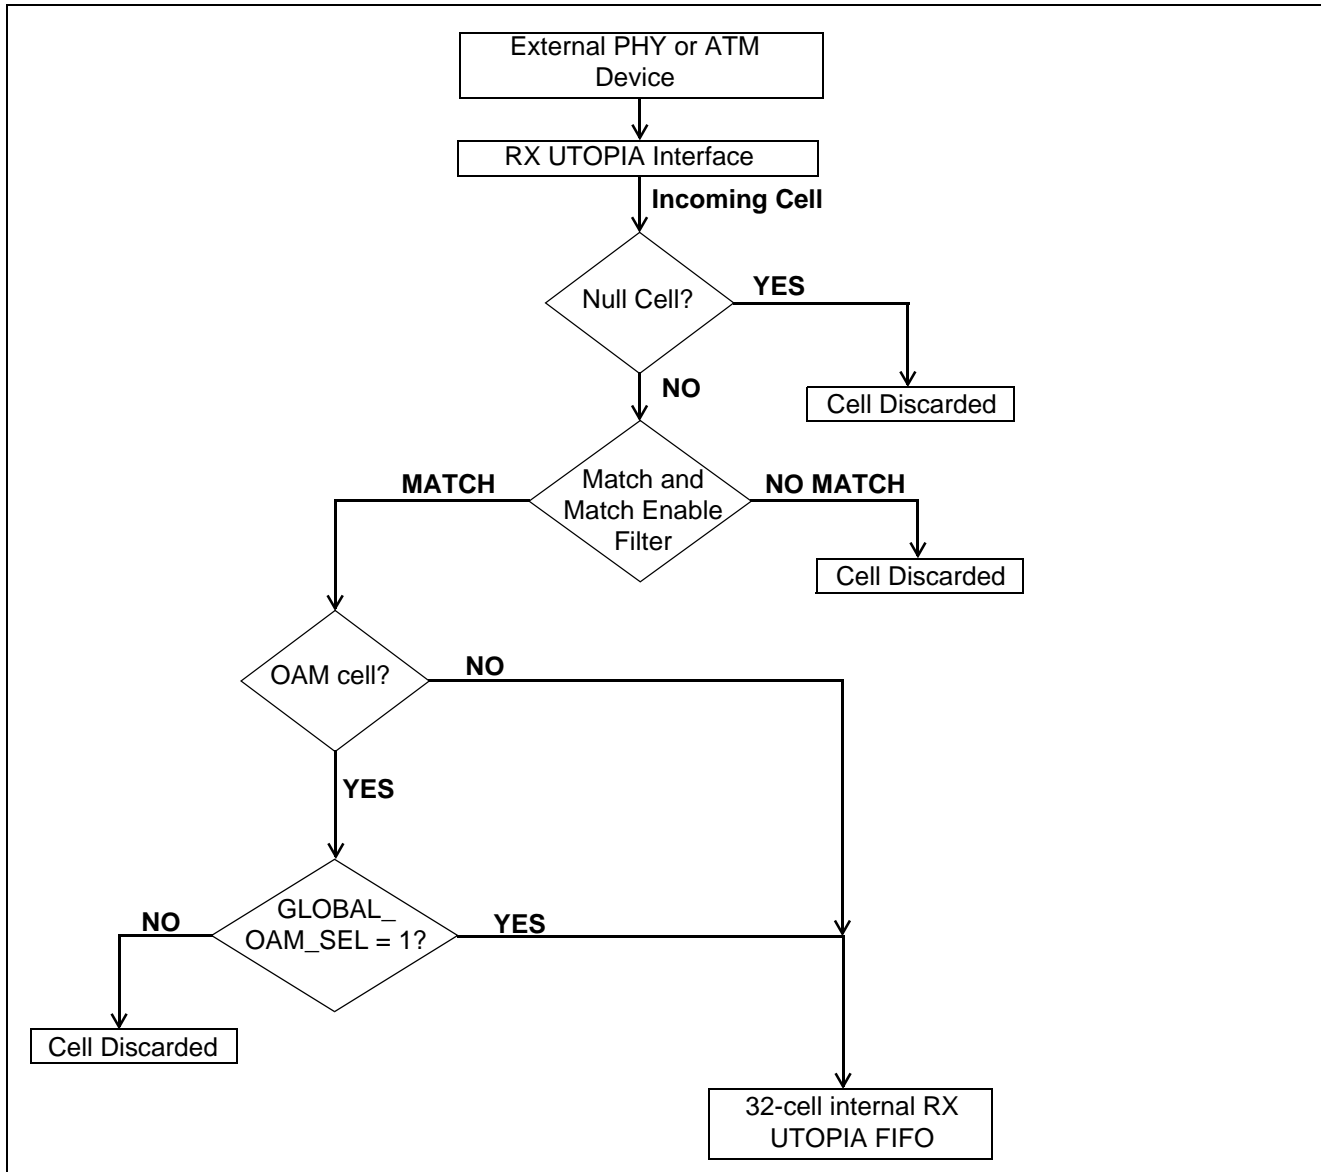 External PHY or ATM
Device
RX UTOPIA Interface
Incoming Cell
Null Cell?
YES
NO
Cell Discarded
MATCH
Match and
Match Enable
Filter
NO MATCH
Cell Discarded
OAM cell?
NO
YES
NO
GLOBAL_
OAM_SEL = 1?
YES
Cell Discarded
32-cell internal RX
UTOPIA FIFO